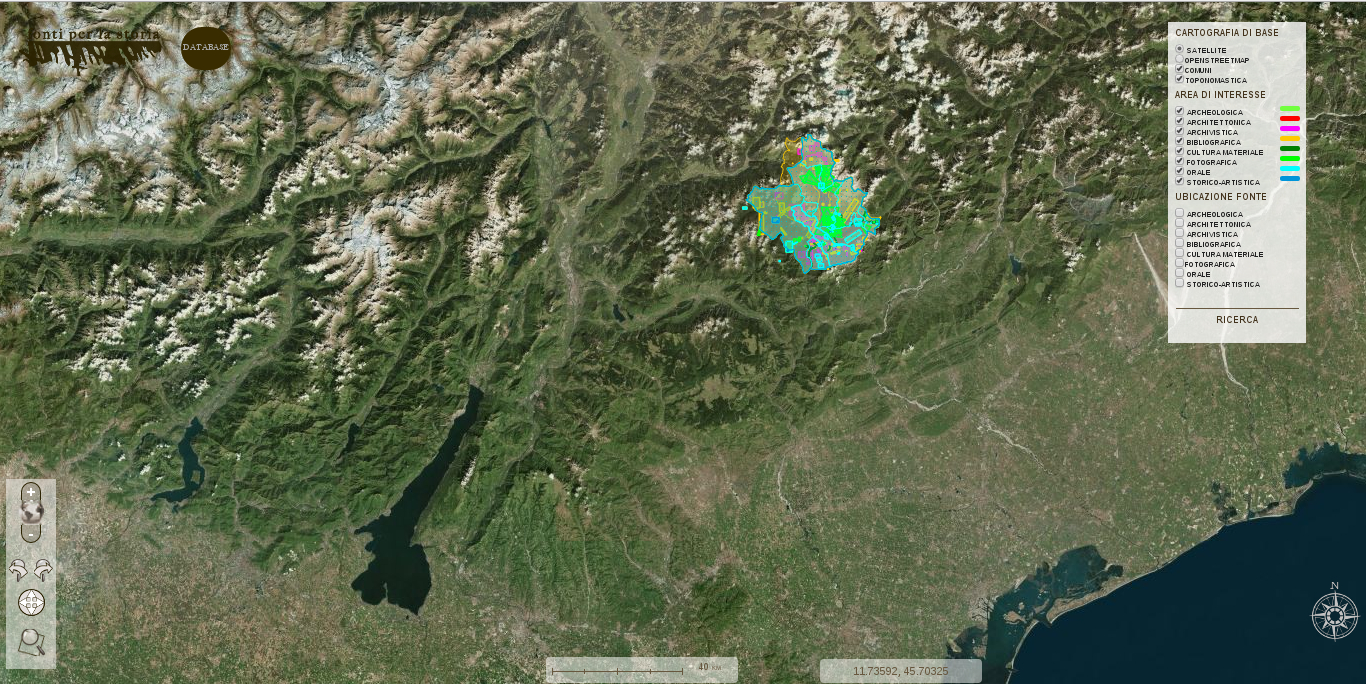 onti per la storia
DATABASE
CARTOGRAFIA DI BASE
SATELLITE
OPENSTREETMAP
COMUNI
TOPONOMASTICA
AREA DI INTERESSE
ARCHEOLOGICA
ARCHITETTONICA
ARCHIVISTICA
BIBLIOGRAFICA
CULTURA MATERIALE
FOTOGRAFICA
ORALE
STORICO-ARTISTICA
UBICAZIONE FONTE
ARCHEOLOGICA
ARCHITETTONICA
ARCHIVISTICA
BIBLIOGRAFICA
CULTURA MATERIALE
FOTOGRAFICA
ORALE
STORICO-ARTISTICA
RICERCA
+
-
N
40 KM
11.73592, 45.70325